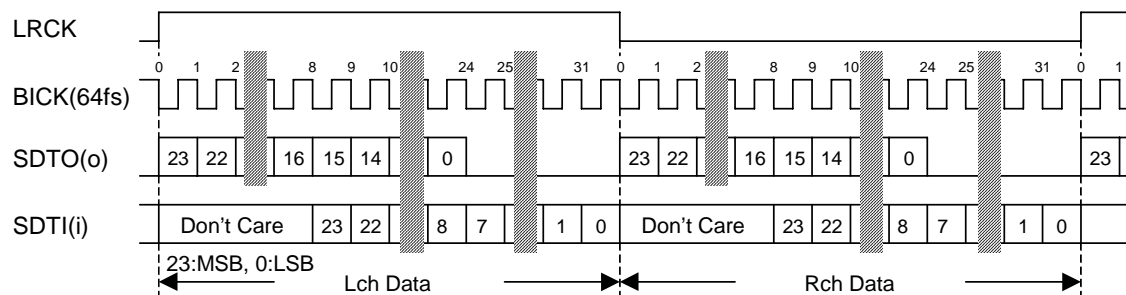 LRCK
0 1 2 8 9 10 24 25 31 0 1 2 8 9 10 24 25 31 0 1
BICK(64fs)
SDTO(o) 23 22 16 15 14 0 23 22 16 15 14 0 23
SDTI(i) Don't Care 23 22 8 7 1 0 Don't Care 23 22 8 7 1 0
23:MSB, 0:LSB
Lch Data Rch Data